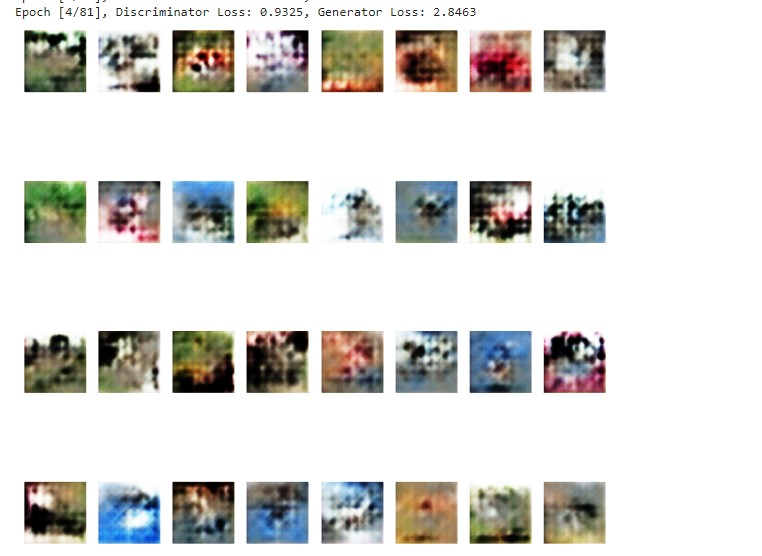 Epoch [4/81], Discriminator Loss: 0.9325, Generator Loss: 2.8463